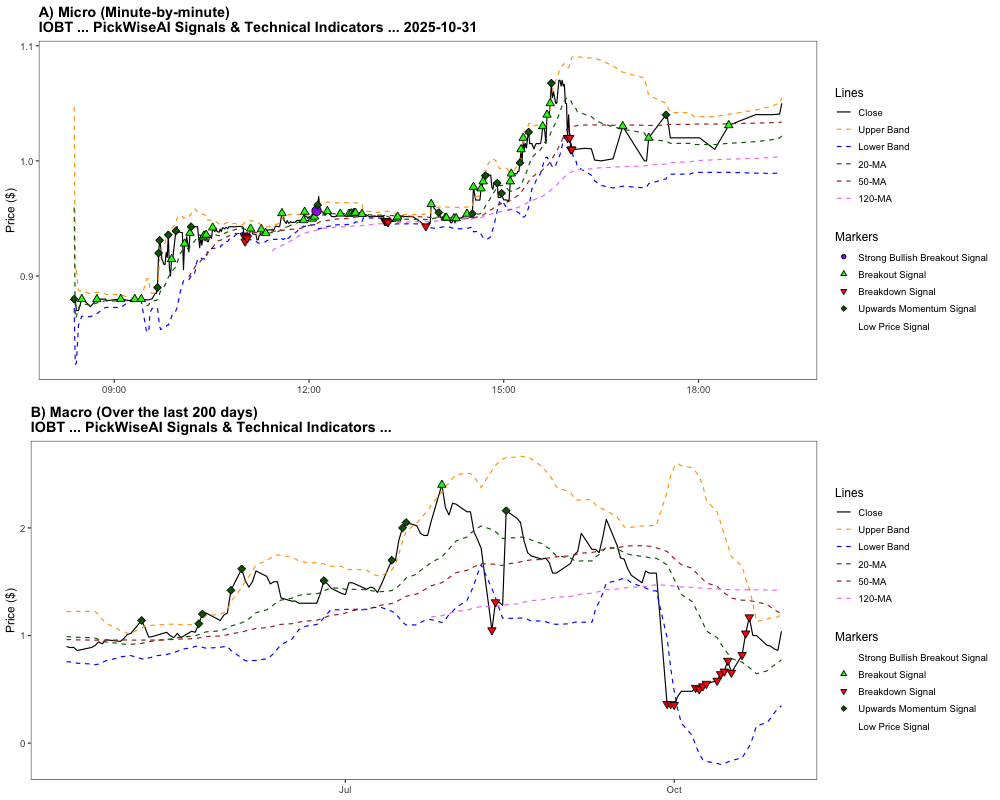 A) Micro (Minute-by-minute)
IOBT ... PickWiseAI Signals & Technical Indicators ... 2025-10-31
Price ($)
1.1
1.0
0.9
09:00
12:00
15:00
18:00
Lines
Close
Upper Band
Lower Band
20-MA
50-MA
120-MA
Markers
Strong Bullish Breakout Signal
Breakout Signal
Breakdown Signal
Upwards Momentum Signal
Low Price Signal
B) Macro (Over the last 200 days)
IOBT ... PickWiseAI Signals & Technical Indicators ...
Price ($)
2
1
0
Jul
Oct
Lines
Close
Upper Band
Lower Band
20-MA
50-MA
120-MA
Markers
Strong Bullish Breakout Signal
Breakout Signal
Breakdown Signal
Upwards Momentum Signal
Low Price Signal